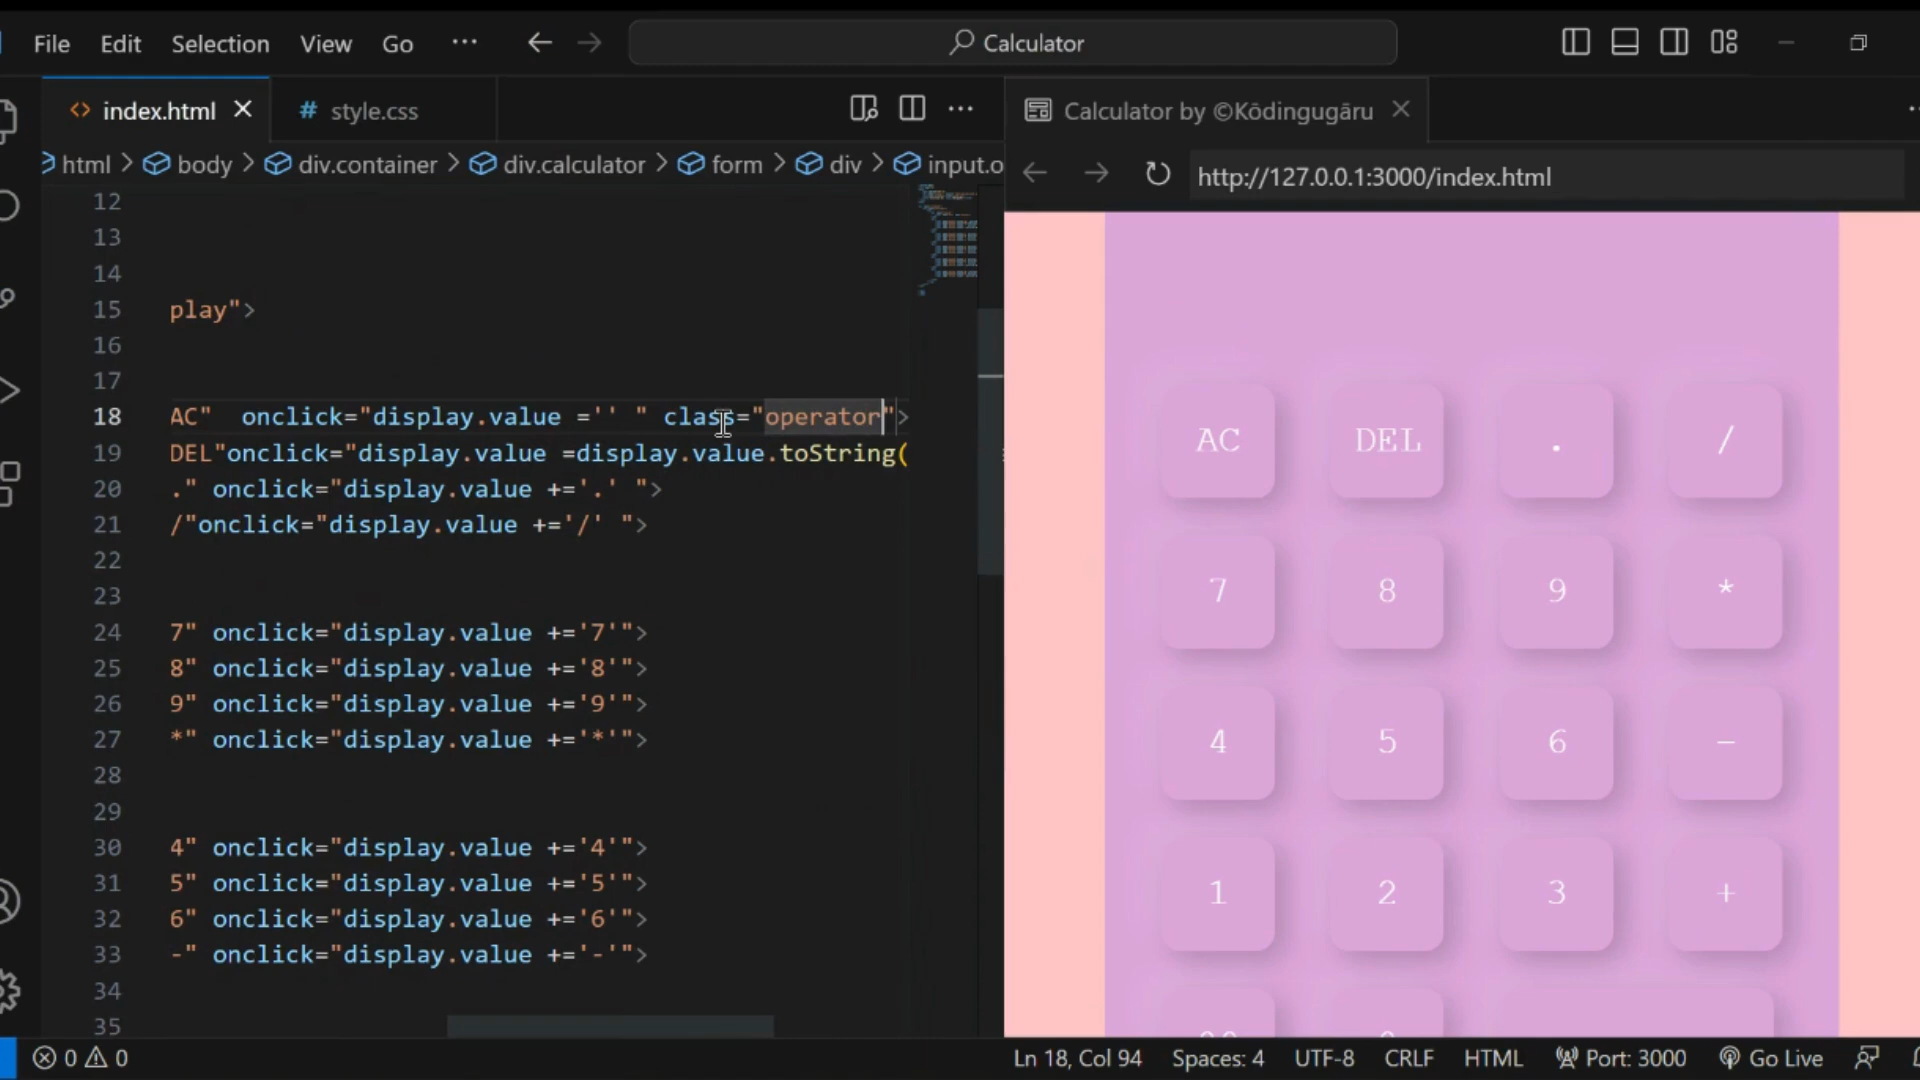 File Edit Selection View Go ··· Calculator
index.html style.css
Calculator by ©Kōdingugāru
html > body > div.container > div.calculator > form > div > input.o
http://127.0.0.1:3000/index.html
12
13
14
15 play">
16
17
18 AC"  onclick="display.value ='' " class="operator">
19 DEL"onclick="display.value =display.value.toString(
20 ." onclick="display.value +='.' ">
21 /"onclick="display.value +='/' ">
22
23
24 7" onclick="display.value +='7'">
25 8" onclick="display.value +='8'">
26 9" onclick="display.value +='9'">
27 *" onclick="display.value +='*'">
28
29
30 4" onclick="display.value +='4'">
31 5" onclick="display.value +='5'">
32 6" onclick="display.value +='6'">
33 -" onclick="display.value +='-'">
34
35
AC DEL . /
7 8 9 *
4 5 6 -
1 2 3 +
0 0 Ln 18, Col 94 Spaces: 4 UTF-8 CRLF HTML Port: 3000 Go Live